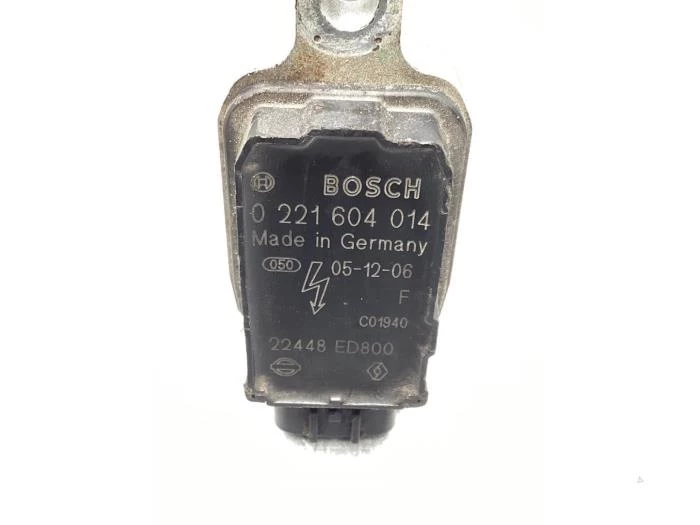 BOSCH
0 221 604 014
Made in Germany
050 05-12-06
F
C01940
22448 ED800